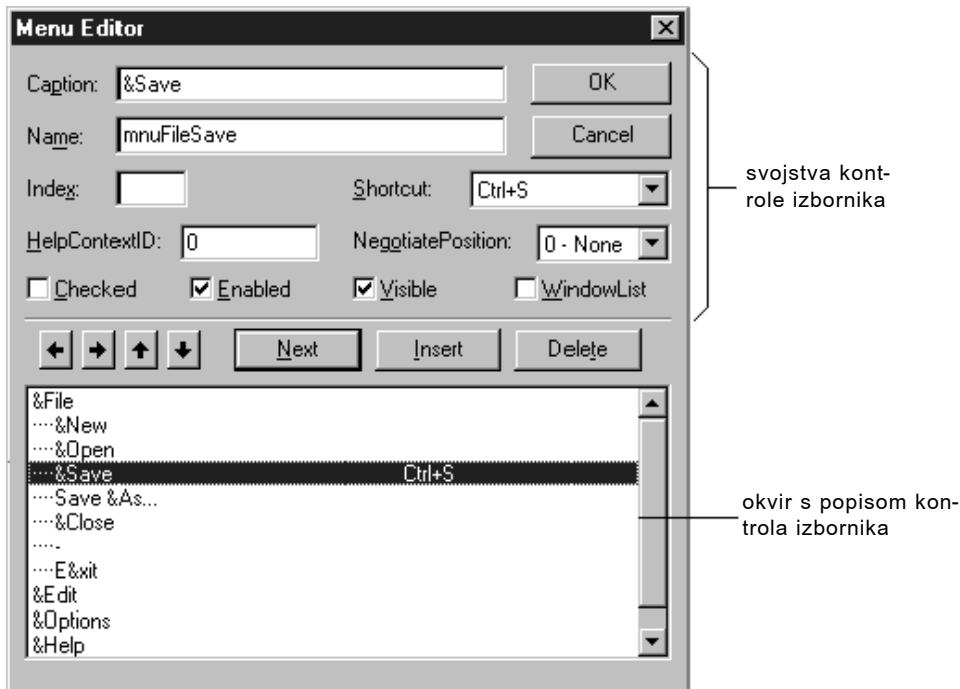 Menu Editor
Caption: &Save OK
Name: mnuFileSave Cancel
Index: Shortcut: Ctrl+S
HelpContextID: 0 NegotiatePosition: 0 - None
Checked Enabled Visible WindowList
Next Insert Delete
&File
····&New
····&Open
····&Save Ctrl+S
····Save &As...
····&Close
····-
····E&xit
&Edit
&Options
&Help
svojstva kont-
role izbornika
okvir s popisom kon-
trola izbornika